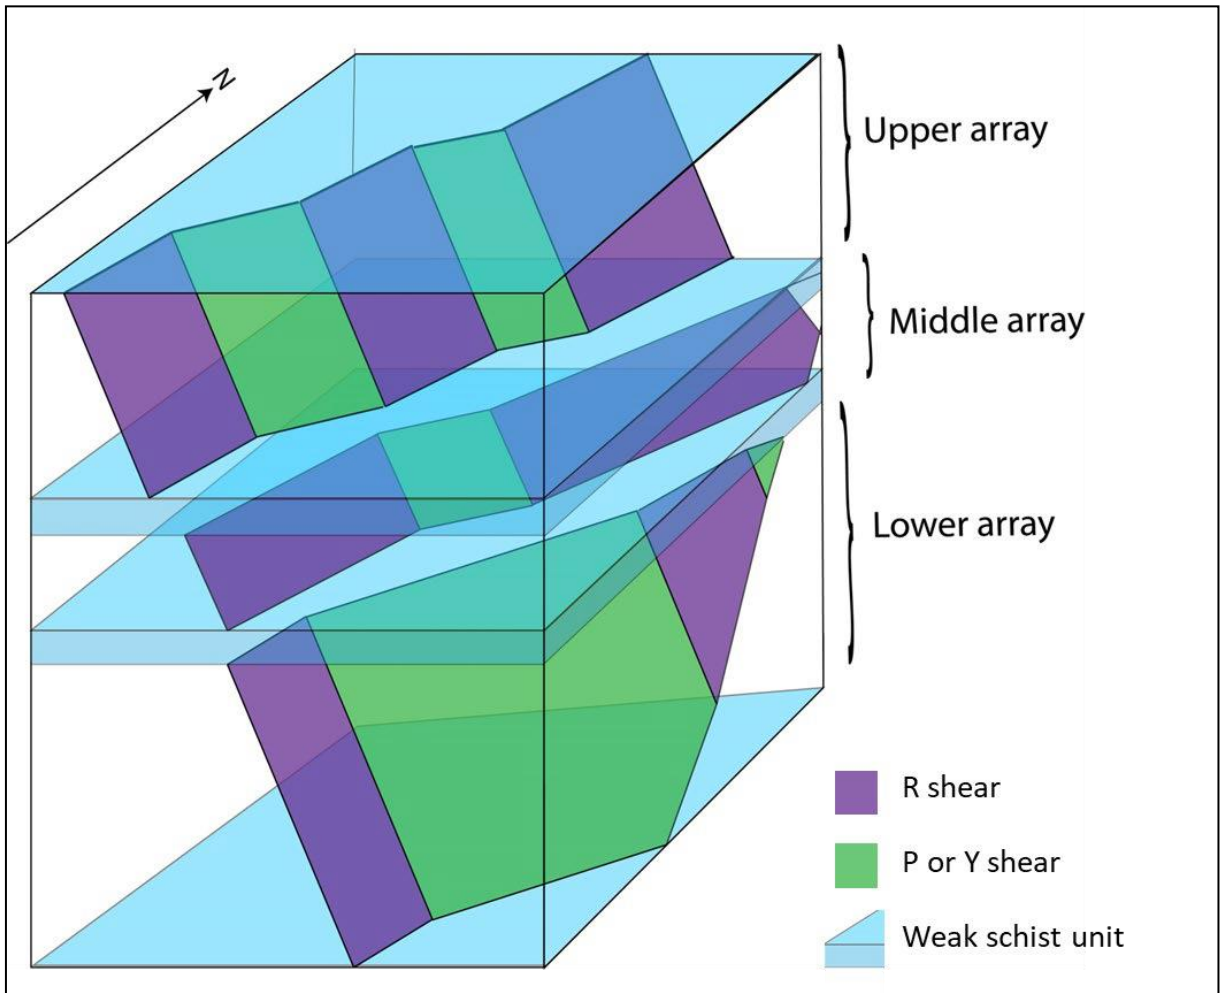 N
Upper array
Middle array
Lower array
R shear
P or Y shear
Weak schist unit